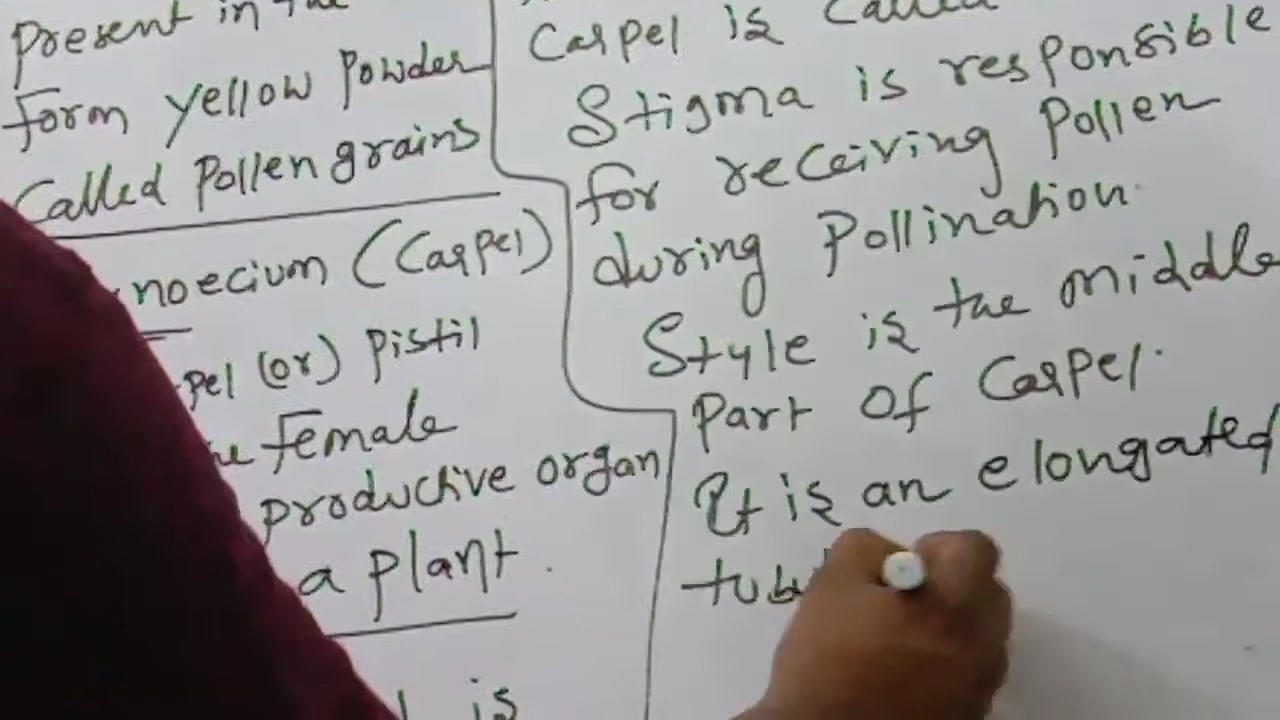 Present in the
form yellow Powder
Called Pollen grains
noecium (Carpel)
pel (or) pistil
female
productive organ
a plant.
is
Carpel is Called
Stigma is responsible
for receiving Pollen
during Pollination.
Style is the middle
Part of Carpel.
It is an elongated
tub